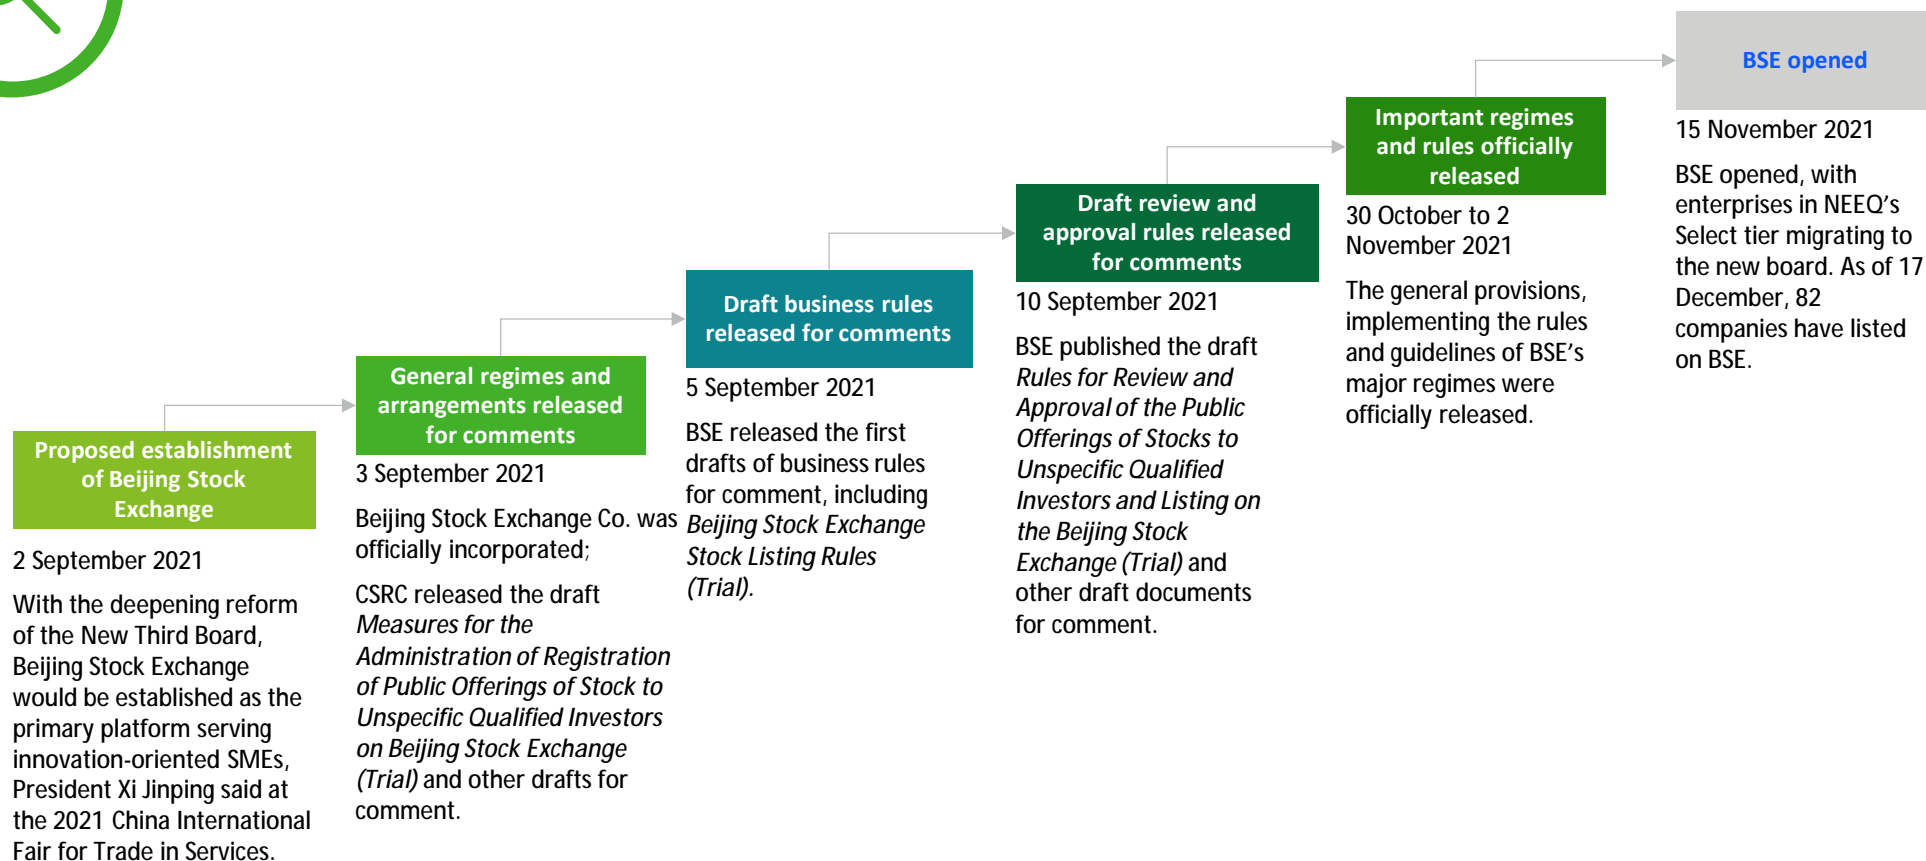 Proposed establishment
of Beijing Stock
Exchange
2 September 2021
With the deepening reform
of the New Third Board,
Beijing Stock Exchange
would be established as the
primary platform serving
innovation-oriented SMEs,
President Xi Jinping said at
the 2021 China International
Fair for Trade in Services.
General regimes and
arrangements released
for comments
3 September 2021
Beijing Stock Exchange Co. was
officially incorporated;
CSRC released the draft
Measures for the
Administration of Registration
of Public Offerings of Stock to
Unspecific Qualified Investors
on Beijing Stock Exchange
(Trial) and other drafts for
comment.
Draft business rules
released for comments
5 September 2021
BSE released the first
drafts of business rules
for comment, including
Beijing Stock Exchange
Stock Listing Rules
(Trial).
Draft review and
approval rules released
for comments
10 September 2021
BSE published the draft
Rules for Review and
Approval of the Public
Offerings of Stocks to
Unspecific Qualified
Investors and Listing on
the Beijing Stock
Exchange (Trial) and
other draft documents
for comment.
Important regimes
and rules officially
released
30 October to 2
November 2021
The general provisions,
implementing the rules
and guidelines of BSE's
major regimes were
officially released.
BSE opened
15 November 2021
BSE opened, with
enterprises in NEEQ's
Select tier migrating to
the new board. As of 17
December, 82
companies have listed
on BSE.